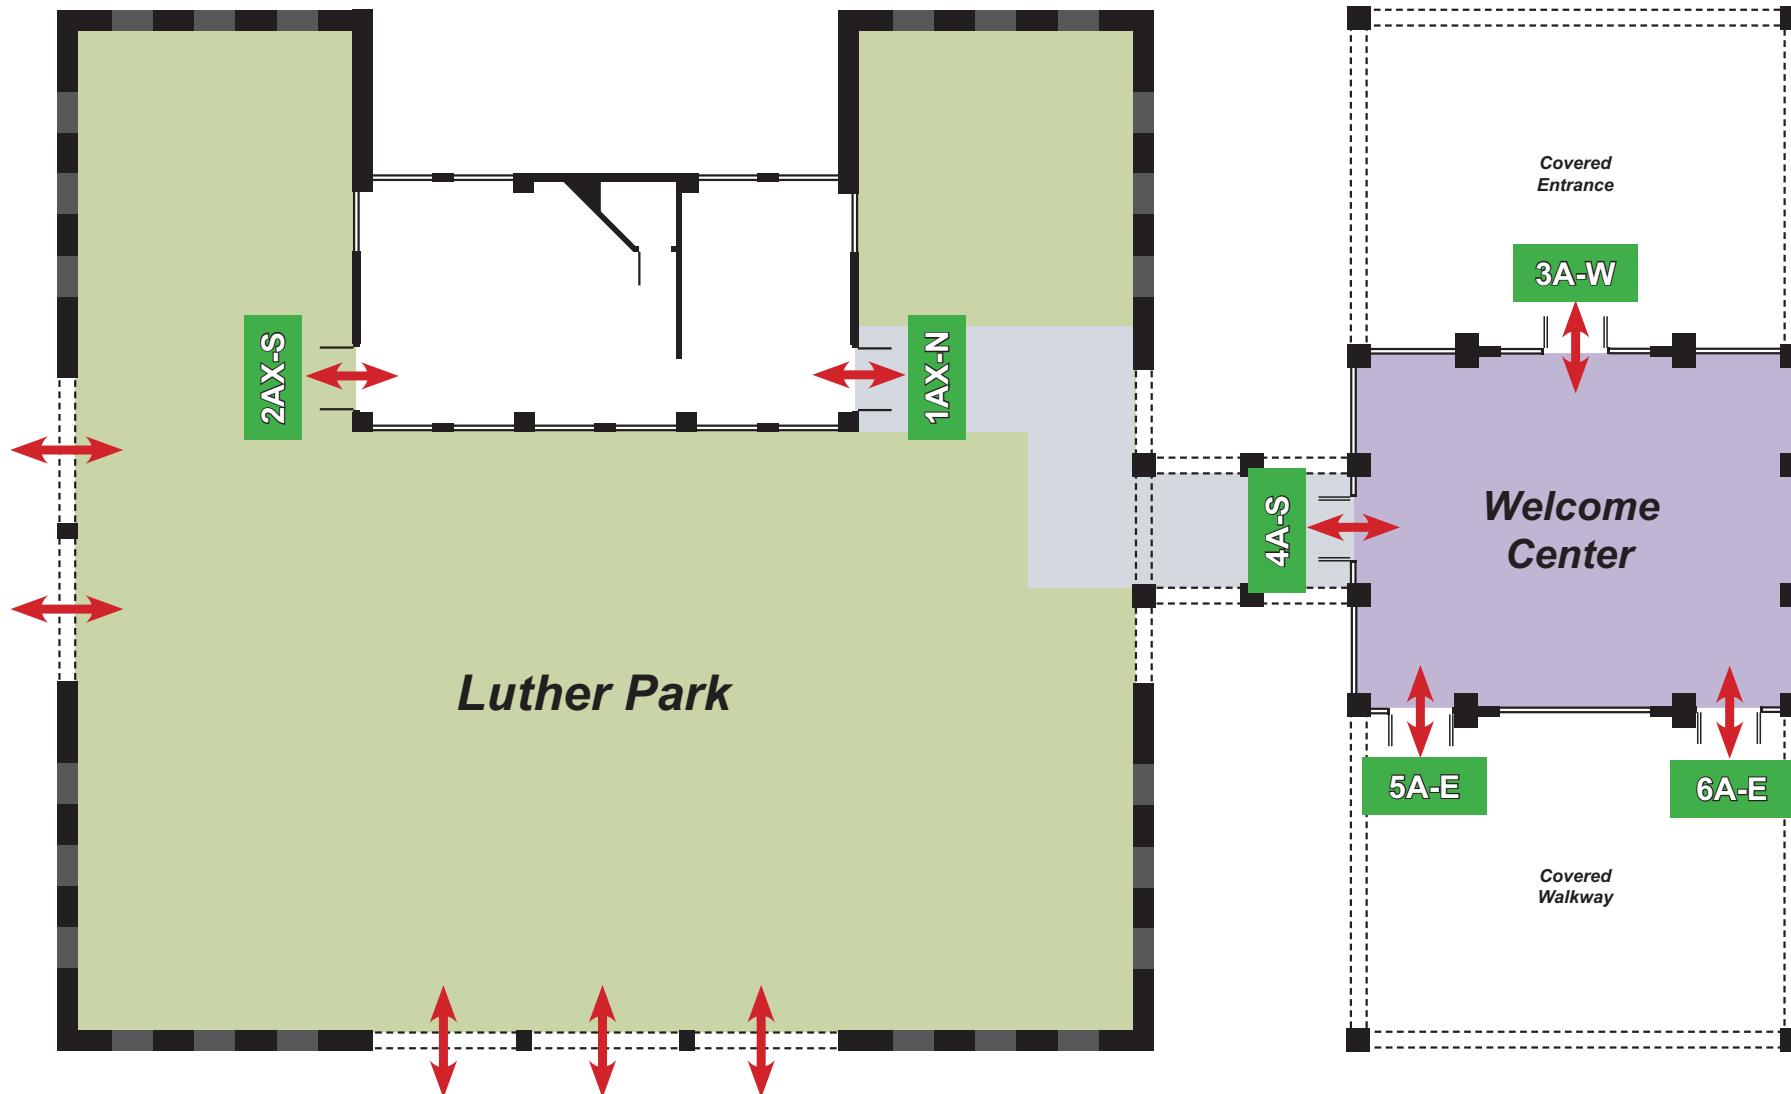 Covered
Entrance
3A-W
2AX-S
1AX-N
4A-S
Welcome
Center
Luther Park
5A-E
6A-E
Covered
Walkway